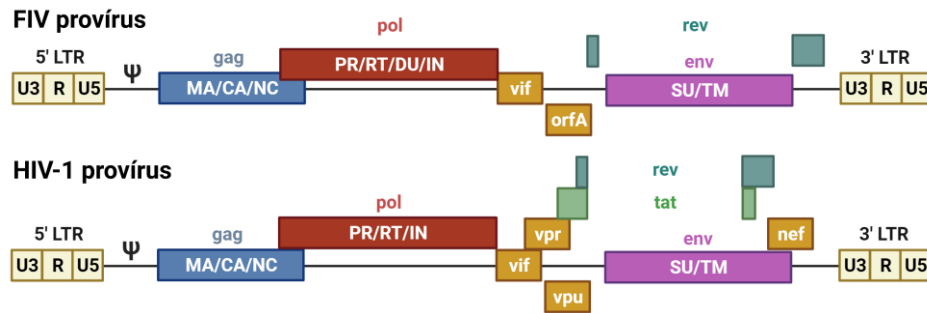 FIV provírus
pol
rev
5' LTR
Ψ
gag
PR/RT/DU/IN
env
3' LTR
U3 R U5
MA/CA/NC
vif
SU/TM
U3 R U5
orfA
HIV-1 provírus
rev
pol
tat
5' LTR
Ψ
gag
PR/RT/IN
vpr
env
nef
3' LTR
U3 R U5
MA/CA/NC
vif
SU/TM
U3 R U5
vpu